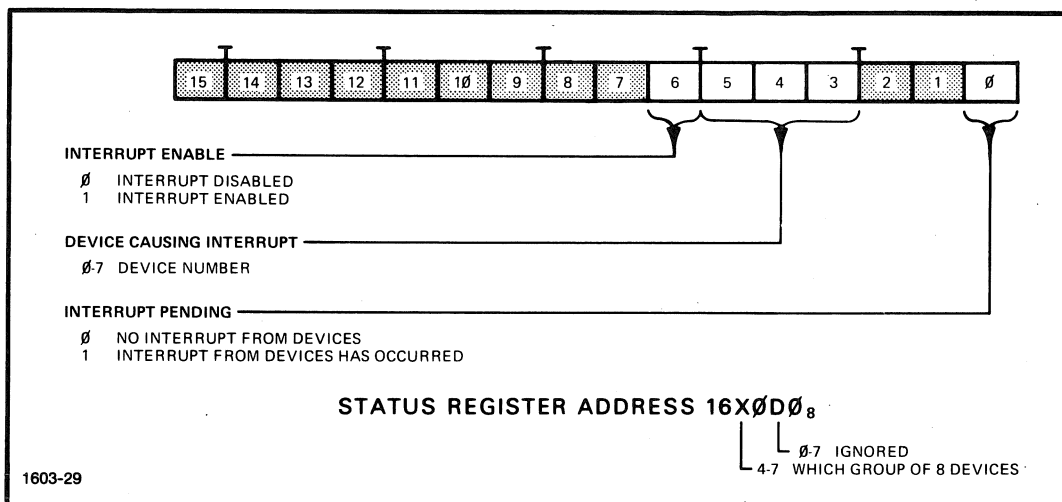 15 14 13 12 11 1Ø 9 8 7 6 5 4 3 2 1 Ø
INTERRUPT ENABLE
Ø INTERRUPT DISABLED
1 INTERRUPT ENABLED
DEVICE CAUSING INTERRUPT
Ø-7 DEVICE NUMBER
INTERRUPT PENDING
Ø NO INTERRUPT FROM DEVICES
1 INTERRUPT FROM DEVICES HAS OCCURRED
STATUS REGISTER ADDRESS 16XØDØ₈
Ø-7 IGNORED
4-7 WHICH GROUP OF 8 DEVICES
1603-29